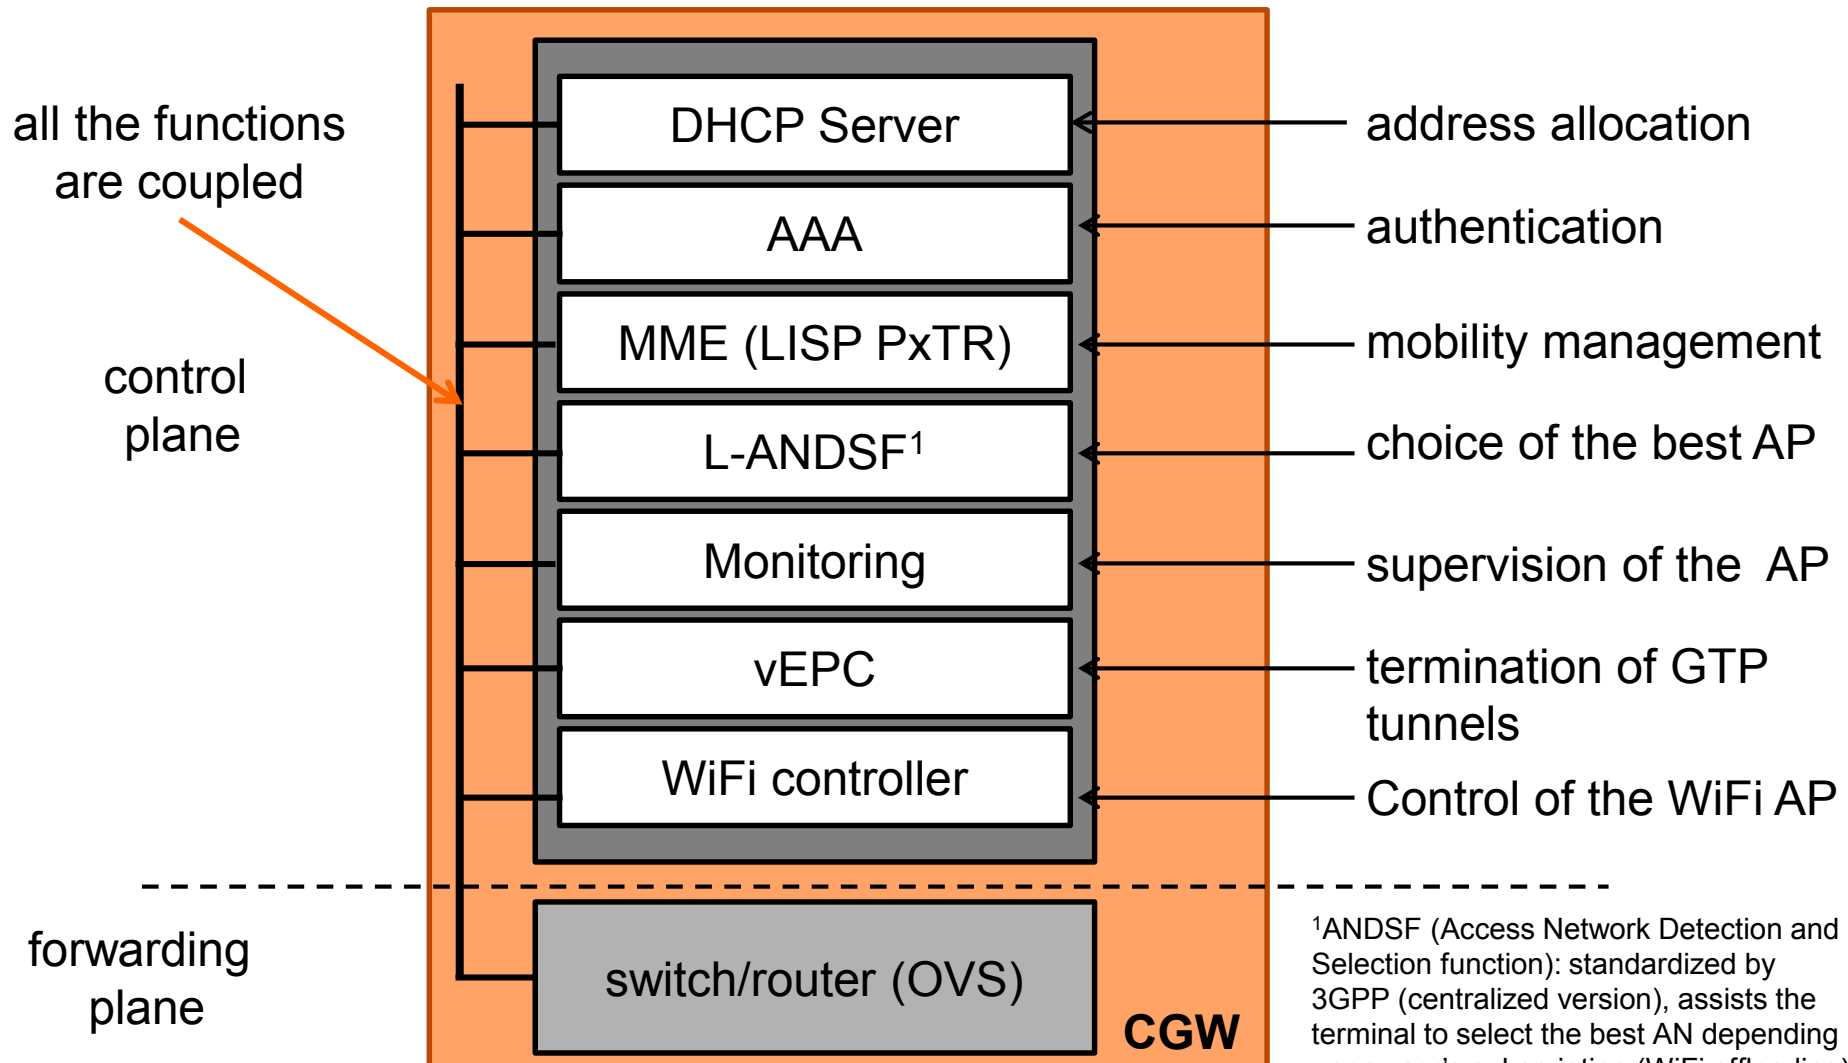 all the functions
are coupled
control
plane
forwarding
plane
DHCP Server
AAA
MME (LISP PxTR)
L-ANDSF¹
Monitoring
vEPC
WiFi controller
switch/router (OVS)
CGW
address allocation
authentication
mobility management
choice of the best AP
supervision of the AP
termination of GTP
tunnels
Control of the WiFi AP
¹ANDSF (Access Network Detection and
Selection function): standardized by
3GPP (centralized version), assists the
terminal to select the best AN depending